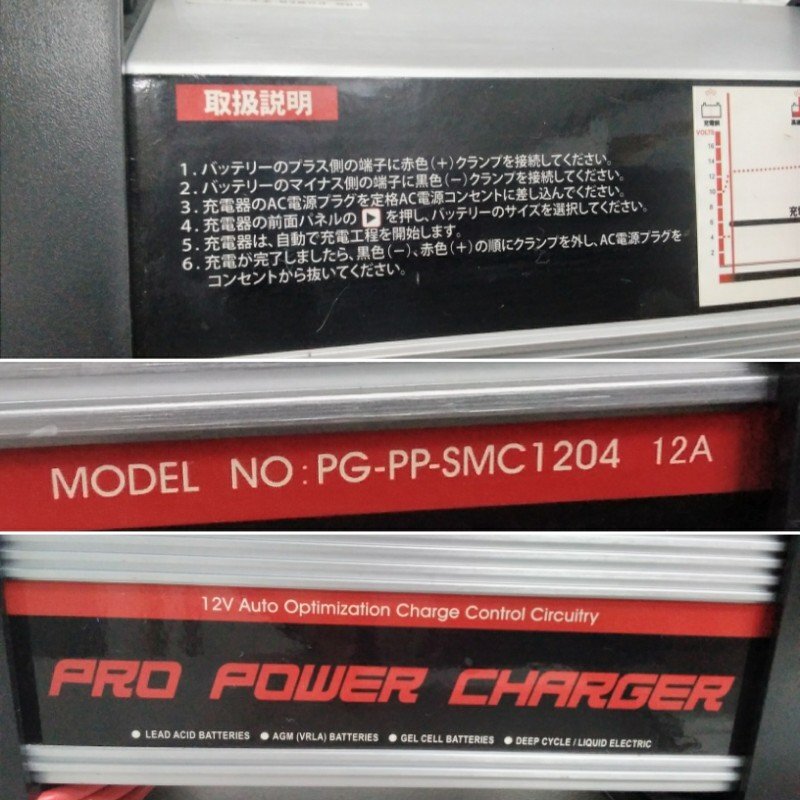 取扱説明
1. バッテリーのプラス側の端子に赤色(+)クランプを接続してください。
2. バッテリーのマイナス側の端子に黒色(−)クランプを接続してください。
3. 充電器のAC電源プラグを定格AC電源コンセントに差し込んでください。
4. 充電器の前面パネルの ▶ を押し、バッテリーのサイズを選択してください。
5. 充電器は、自動で充電工程を開始します。
6. 充電が完了しましたら、黒色(−)、赤色(+)の順にクランプを外し、AC電源プラグを
コンセントから抜いてください。
VOLTS
16
14
12
10
8
6
4
2
MODEL NO : PG-PP-SMC1204 12A
12V Auto Optimization Charge Control Circuitry
PRO POWER CHARGER
● LEAD ACID BATTERIES ● AGM (VRLA) BATTERIES ● GEL CELL BATTERIES ● DEEP CYCLE / LIQUID ELECTRIC